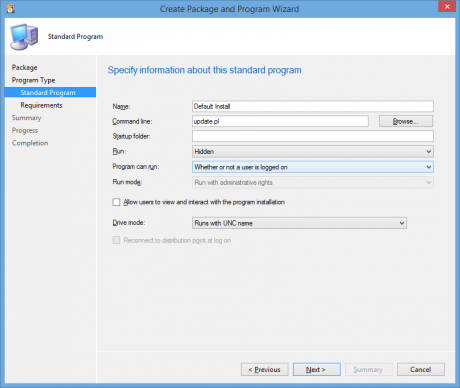 Create Package and Program Wizard
Standard Program
Package
Program Type
Standard Program
Requirements
Summary
Progress
Completion
Specify information about this standard program
Name: Default Install
Command line: update.pl Browse...
Startup folder:
Run: Hidden
Program can run: Whether or not a user is logged on
Run mode: Run with administrative rights
Allow users to view and interact with the program installation
Drive mode: Runs with UNC name
Reconnect to distribution point at log on
< Previous Next > Summary Cancel